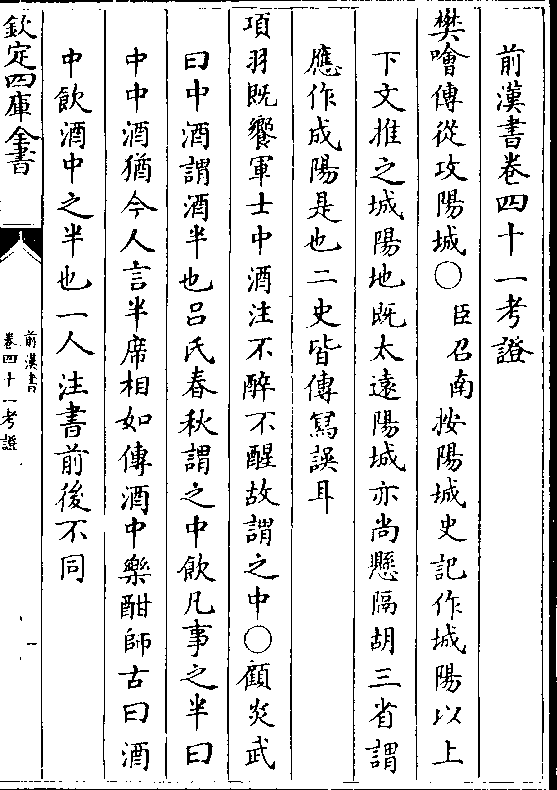 前漢書卷四十一考證
樊噲傳從攻陽城○臣召南按陽城史記作城陽以上
下文推之城陽地既太遠陽城亦尚懸隔胡三省謂
應作成陽是也二史皆傳寫誤耳
項羽既饗軍士中酒注不醉不醒故謂之中○顧炎武
曰中酒謂酒半也呂氏春秋謂之中飲凡事之半曰
中中酒猶今人言半席相如傳酒中樂酣師古曰酒
中飲酒中之半也一人注書前後不同
欽定四庫全書
前漢書
卷四十一考證
一